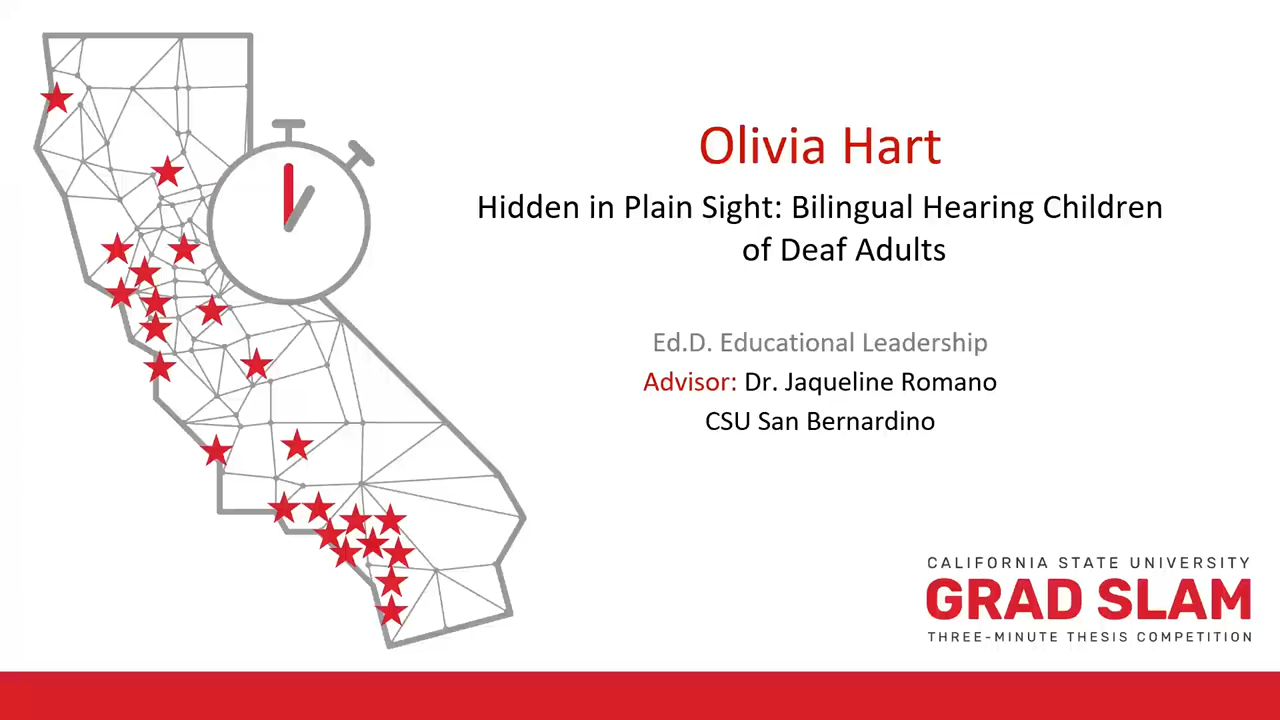 Olivia Hart
Hidden in Plain Sight: Bilingual Hearing Children
of Deaf Adults
Ed.D. Educational Leadership
Advisor: Dr. Jaqueline Romano
CSU San Bernardino
CALIFORNIA STATE UNIVERSITY
GRAD SLAM
THREE-MINUTE THESIS COMPETITION